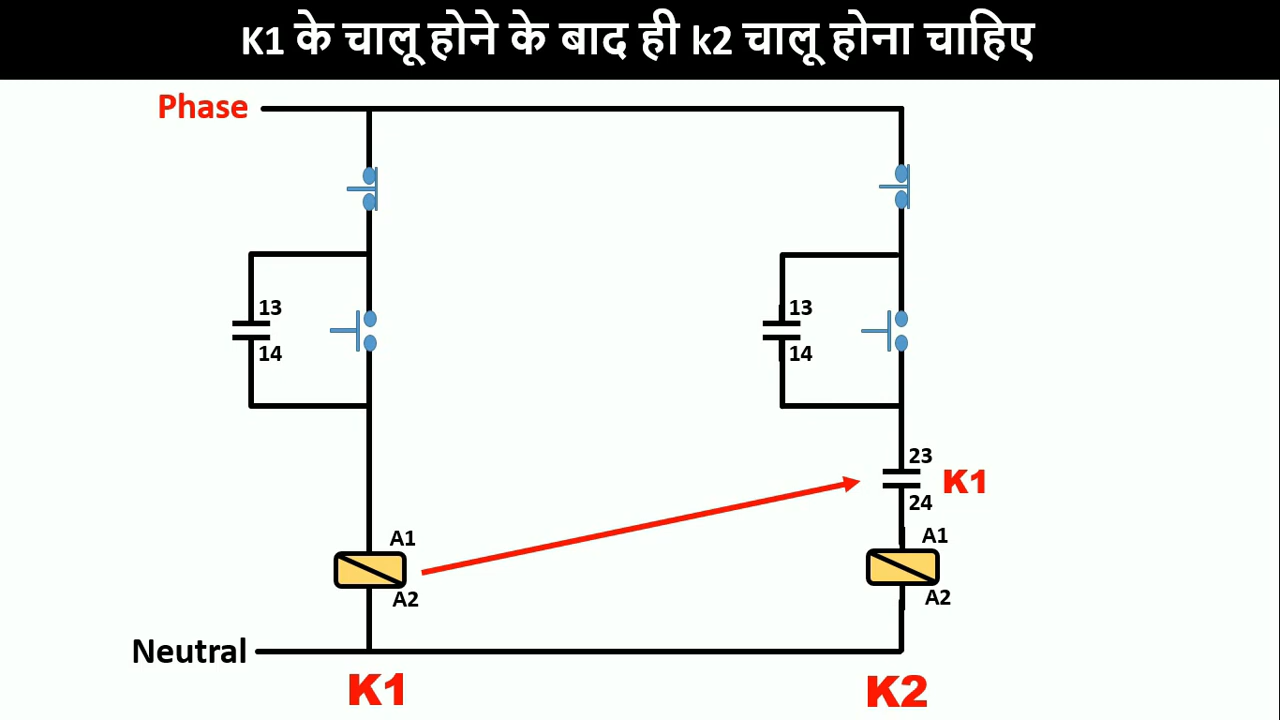 K1 के चालू होने के बाद ही k2 चालू होना चाहिए
Phase
13
14
13
14
23
K1
24
A1
A2
A1
A2
Neutral
K1
K2